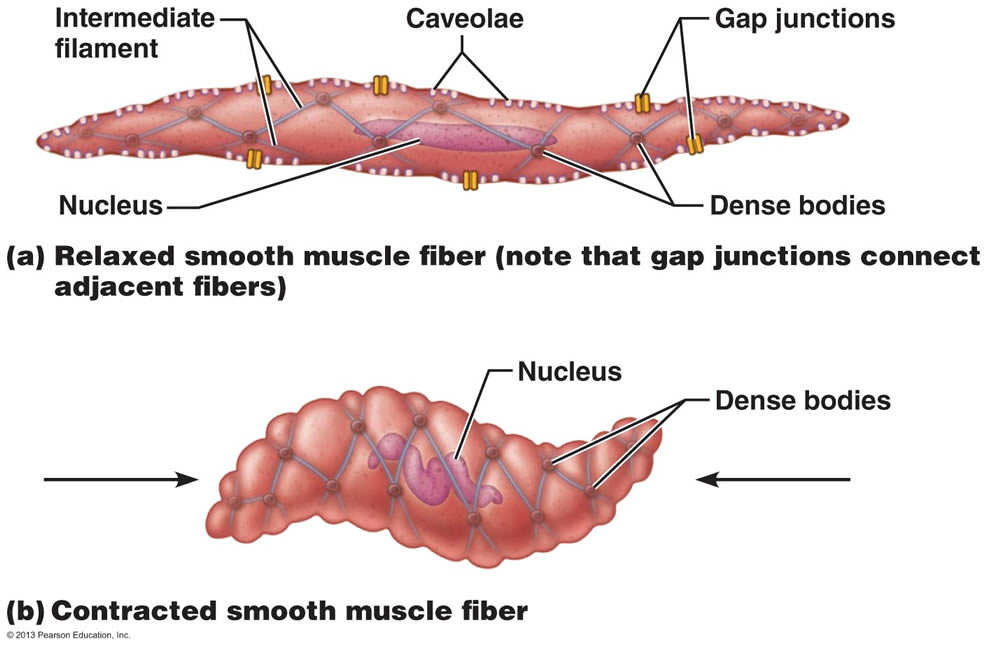 Intermediate
filament
Caveolae
Gap junctions
Nucleus
Dense bodies
(a) Relaxed smooth muscle fiber (note that gap junctions connect
adjacent fibers)
Nucleus
Dense bodies
(b) Contracted smooth muscle fiber
© 2013 Pearson Education, Inc.